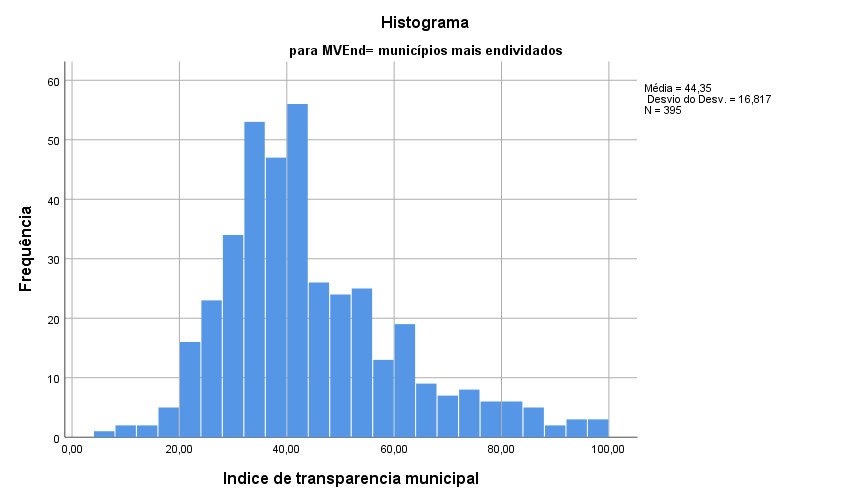 Histograma
para MVEnd= municípios mais endividados
Média = 44,35
Desvio do Desv. = 16,817
N = 395
60
50
40
30
20
10
0
Frequência
0,00 20,00 40,00 60,00 80,00 100,00
Indice de transparencia municipal